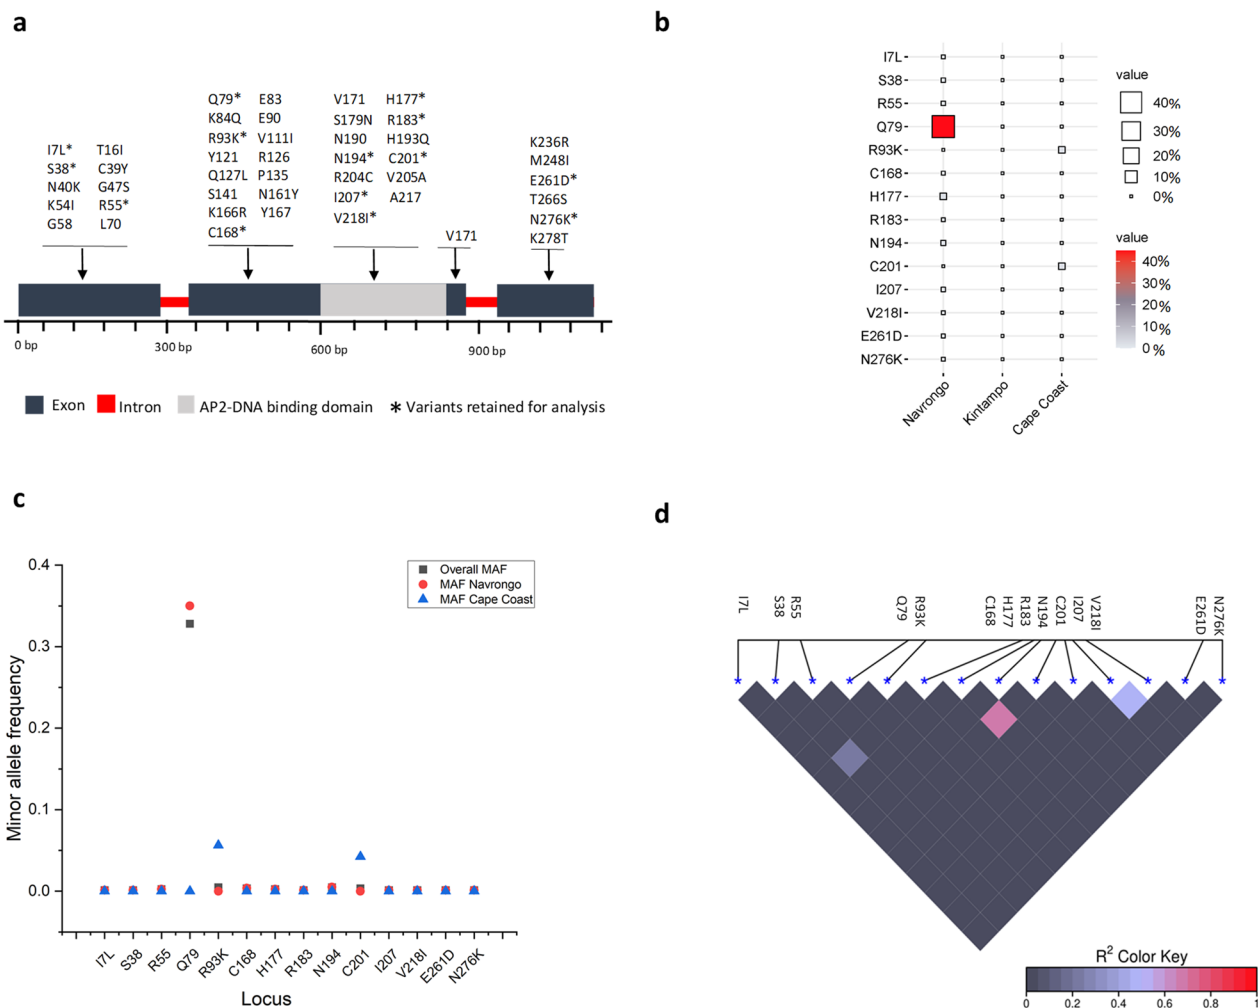 a
I7L* T16I
S38* C39Y
N40K G47S
K54I R55*
G58 L70
Q79* E83
K84Q E90
R93K* V111I
Y121 R126
Q127L P135
S141 N161Y
K166R Y167
C168*
V171 H177*
S179N R183*
N190 H193Q
N194* C201*
R204C V205A
I207* A217
V218I*
V171
K236R
M248I
E261D*
T266S
N276K*
K278T
0 bp 300 bp 600 bp 900 bp
Exon Intron AP2-DNA binding domain * Variants retained for analysis
b
I7L
S38
R55
Q79
R93K
C168
H177
R183
N194
C201
I207
V218I
E261D
N276K
Navrongo Kintampo Cape Coast
value
40%
30%
20%
10%
0%
value
40%
30%
20%
10%
0%
c
Minor allele frequency
0.4
0.3
0.2
0.1
0.0
Overall MAF
MAF Navrongo
MAF Cape Coast
I7L S38 R55 Q79 R93K C168 H177 R183 N194 C201 I207 V218I E261D N276K
Locus
d
I7L S38 R55 Q79 R93K C168 H177 R183 N194 C201 I207 V218I E261D N276K
R² Color Key
0 0.2 0.4 0.6 0.8 1